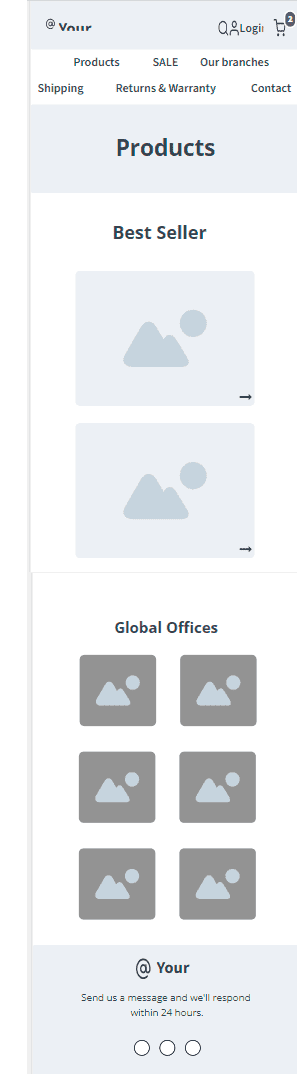 @ Your
Login
2
Products SALE Our branches
Shipping Returns & Warranty Contact
Products
Best Seller
Global Offices
@ Your
Send us a message and we'll respond
within 24 hours.